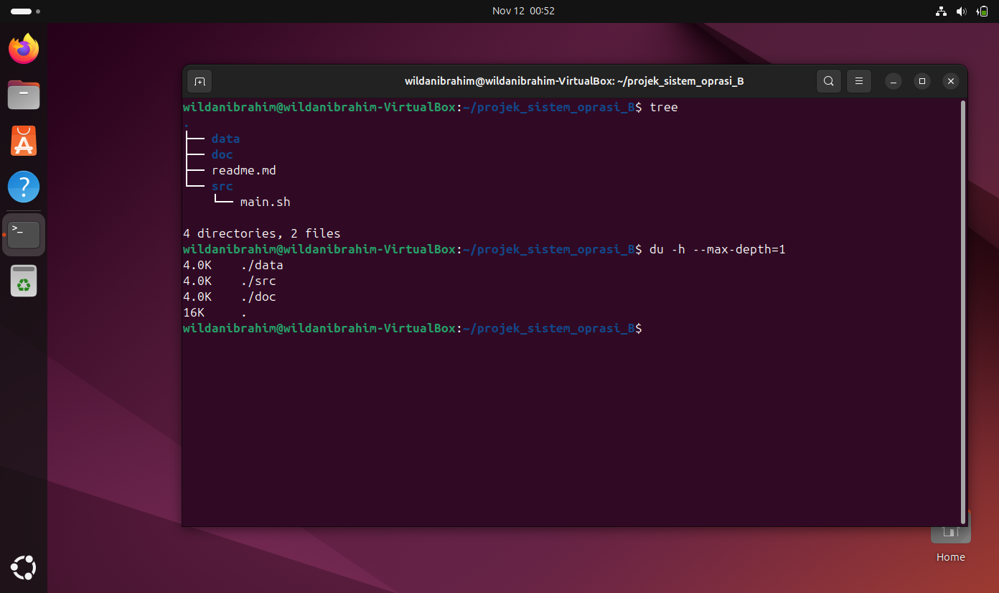 Nov 12 00:52
wildanibrahim@wildanibrahim-VirtualBox: ~/projek_sistem_oprasi_B
wildanibrahim@wildanibrahim-VirtualBox:~/projek_sistem_oprasi_B$ tree
.
├── data
├── doc
├── readme.md
└── src
    └── main.sh
4 directories, 2 files
wildanibrahim@wildanibrahim-VirtualBox:~/projek_sistem_oprasi_B$ du -h --max-depth=1
4.0K    ./data
4.0K    ./src
4.0K    ./doc
16K     .
wildanibrahim@wildanibrahim-VirtualBox:~/projek_sistem_oprasi_B$
Home